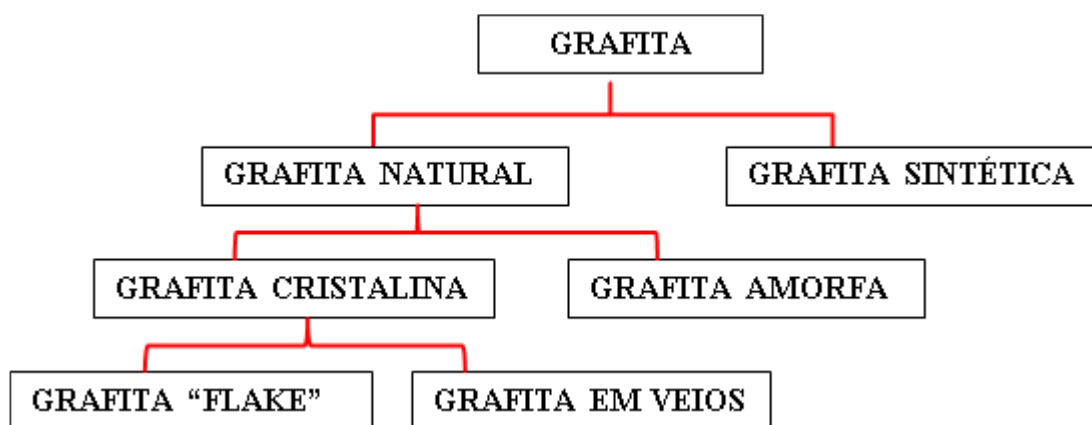 GRAFITA
GRAFITA NATURAL
GRAFITA SINTÉTICA
GRAFITA CRISTALINA
GRAFITA AMORFA
GRAFITA “FLAKE”
GRAFITA EM VEIOS